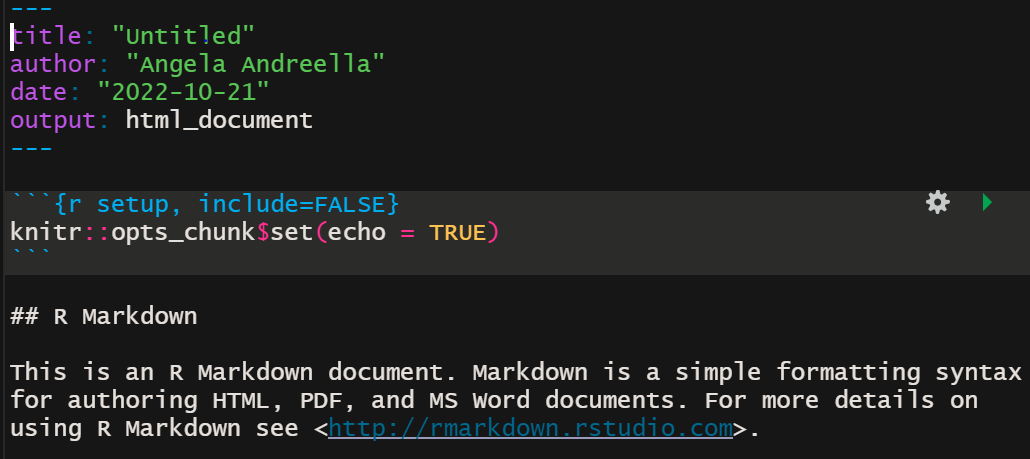 ---
title: "Untitled"
author: "Angela Andreella"
date: "2022-10-21"
output: html_document
---
```{r setup, include=FALSE}
knitr::opts_chunk$set(echo = TRUE)
```
## R Markdown
This is an R Markdown document. Markdown is a simple formatting syntax
for authoring HTML, PDF, and MS Word documents. For more details on
using R Markdown see <http://rmarkdown.rstudio.com>.